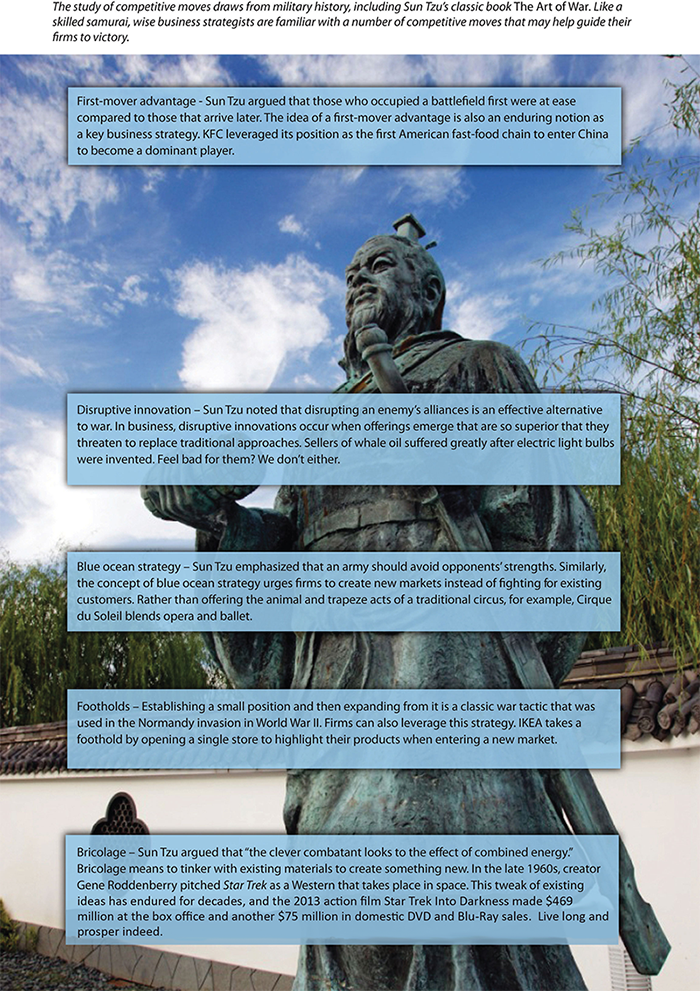 The study of competitive moves draws from military history, including Sun Tzu's classic book The Art of War. Like a
skilled samurai, wise business strategists are familiar with a number of competitive moves that may help guide their
firms to victory.
First-mover advantage - Sun Tzu argued that those who occupied a battlefield first were at ease
compared to those that arrive later. The idea of a first-mover advantage is also an enduring notion as
a key business strategy. KFC leveraged its position as the first American fast-food chain to enter China
to become a dominant player.
Disruptive innovation – Sun Tzu noted that disrupting an enemy's alliances is an effective alternative
to war. In business, disruptive innovations occur when offerings emerge that are so superior that they
threaten to replace traditional approaches. Sellers of whale oil suffered greatly after electric light bulbs
were invented. Feel bad for them? We don't either.
Blue ocean strategy – Sun Tzu emphasized that an army should avoid opponents' strengths. Similarly,
the concept of blue ocean strategy urges firms to create new markets instead of fighting for existing
customers. Rather than offering the animal and trapeze acts of a traditional circus, for example, Cirque
du Soleil blends opera and ballet.
Footholds – Establishing a small position and then expanding from it is a classic war tactic that was
used in the Normandy invasion in World War II. Firms can also leverage this strategy. IKEA takes a
foothold by opening a single store to highlight their products when entering a new market.
Bricolage – Sun Tzu argued that "the clever combatant looks to the effect of combined energy."
Bricolage means to tinker with existing materials to create something new. In the late 1960s, creator
Gene Roddenberry pitched Star Trek as a Western that takes place in space. This tweak of existing
ideas has endured for decades, and the 2013 action film Star Trek Into Darkness made $469
million at the box office and another $75 million in domestic DVD and Blu-Ray sales. Live long and
prosper indeed.